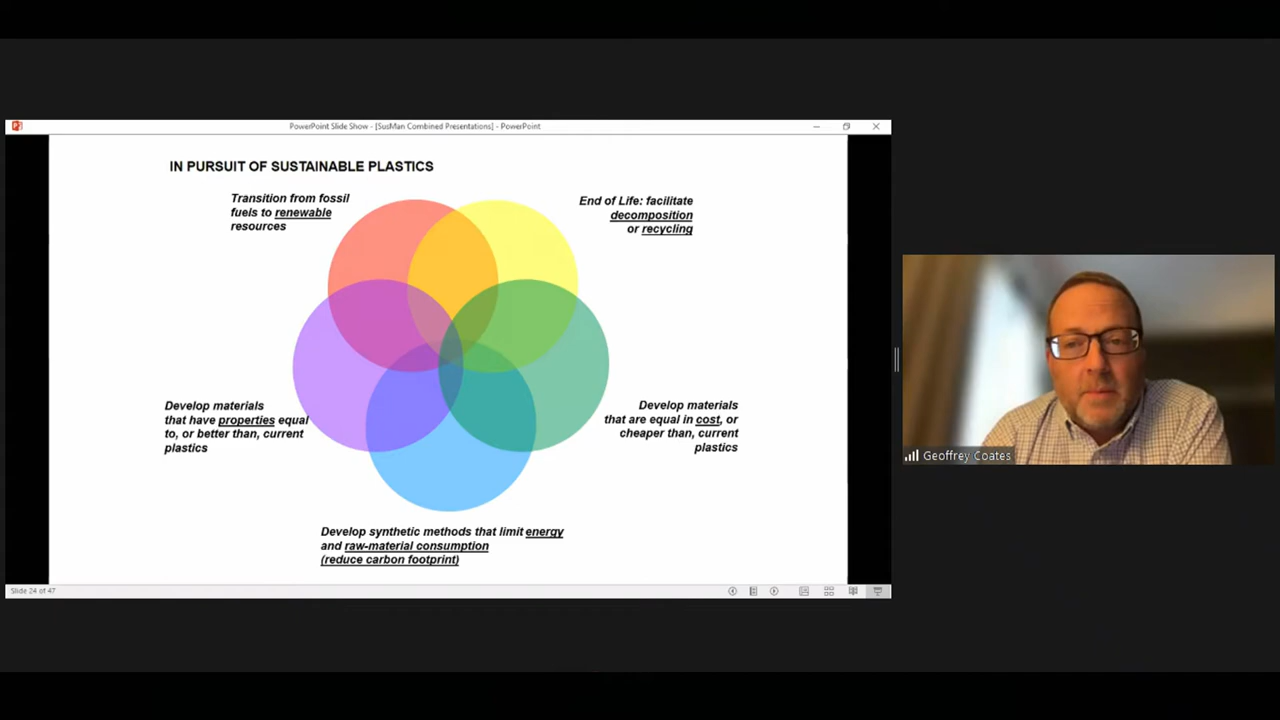 PowerPoint Slide Show - [SusMan Combined Presentations] - PowerPoint
IN PURSUIT OF SUSTAINABLE PLASTICS
Transition from fossil
fuels to renewable
resources
End of Life: facilitate
decomposition
or recycling
Develop materials
that have properties equal
to, or better than, current
plastics
Develop materials
that are equal in cost, or
cheaper than, current
plastics
Develop synthetic methods that limit energy
and raw-material consumption
(reduce carbon footprint)
Geoffrey Coates
Slide 24 of 47